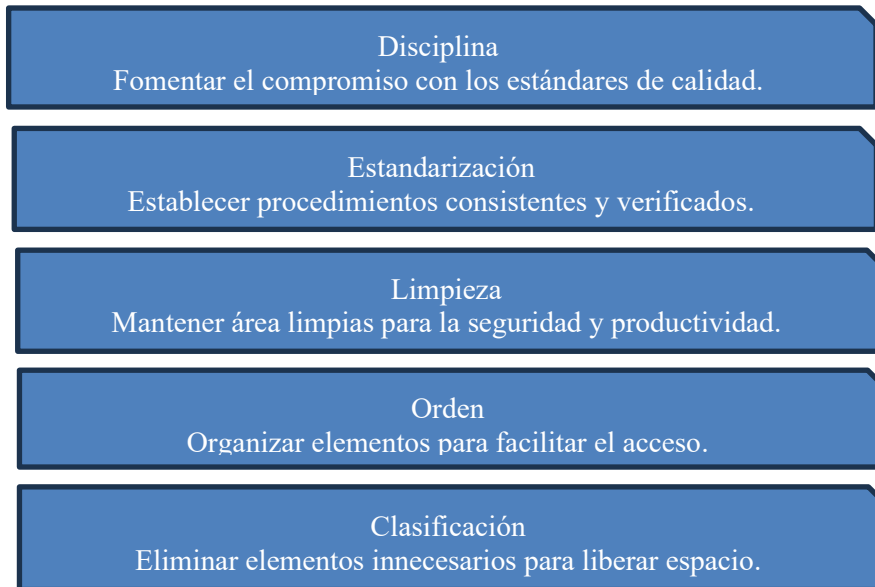 Disciplina
Fomentar el compromiso con los estándares de calidad.
Estandarización
Establecer procedimientos consistentes y verificados.
Limpieza
Mantener área limpias para la seguridad y productividad.
Orden
Organizar elementos para facilitar el acceso.
Clasificación
Eliminar elementos innecesarios para liberar espacio.